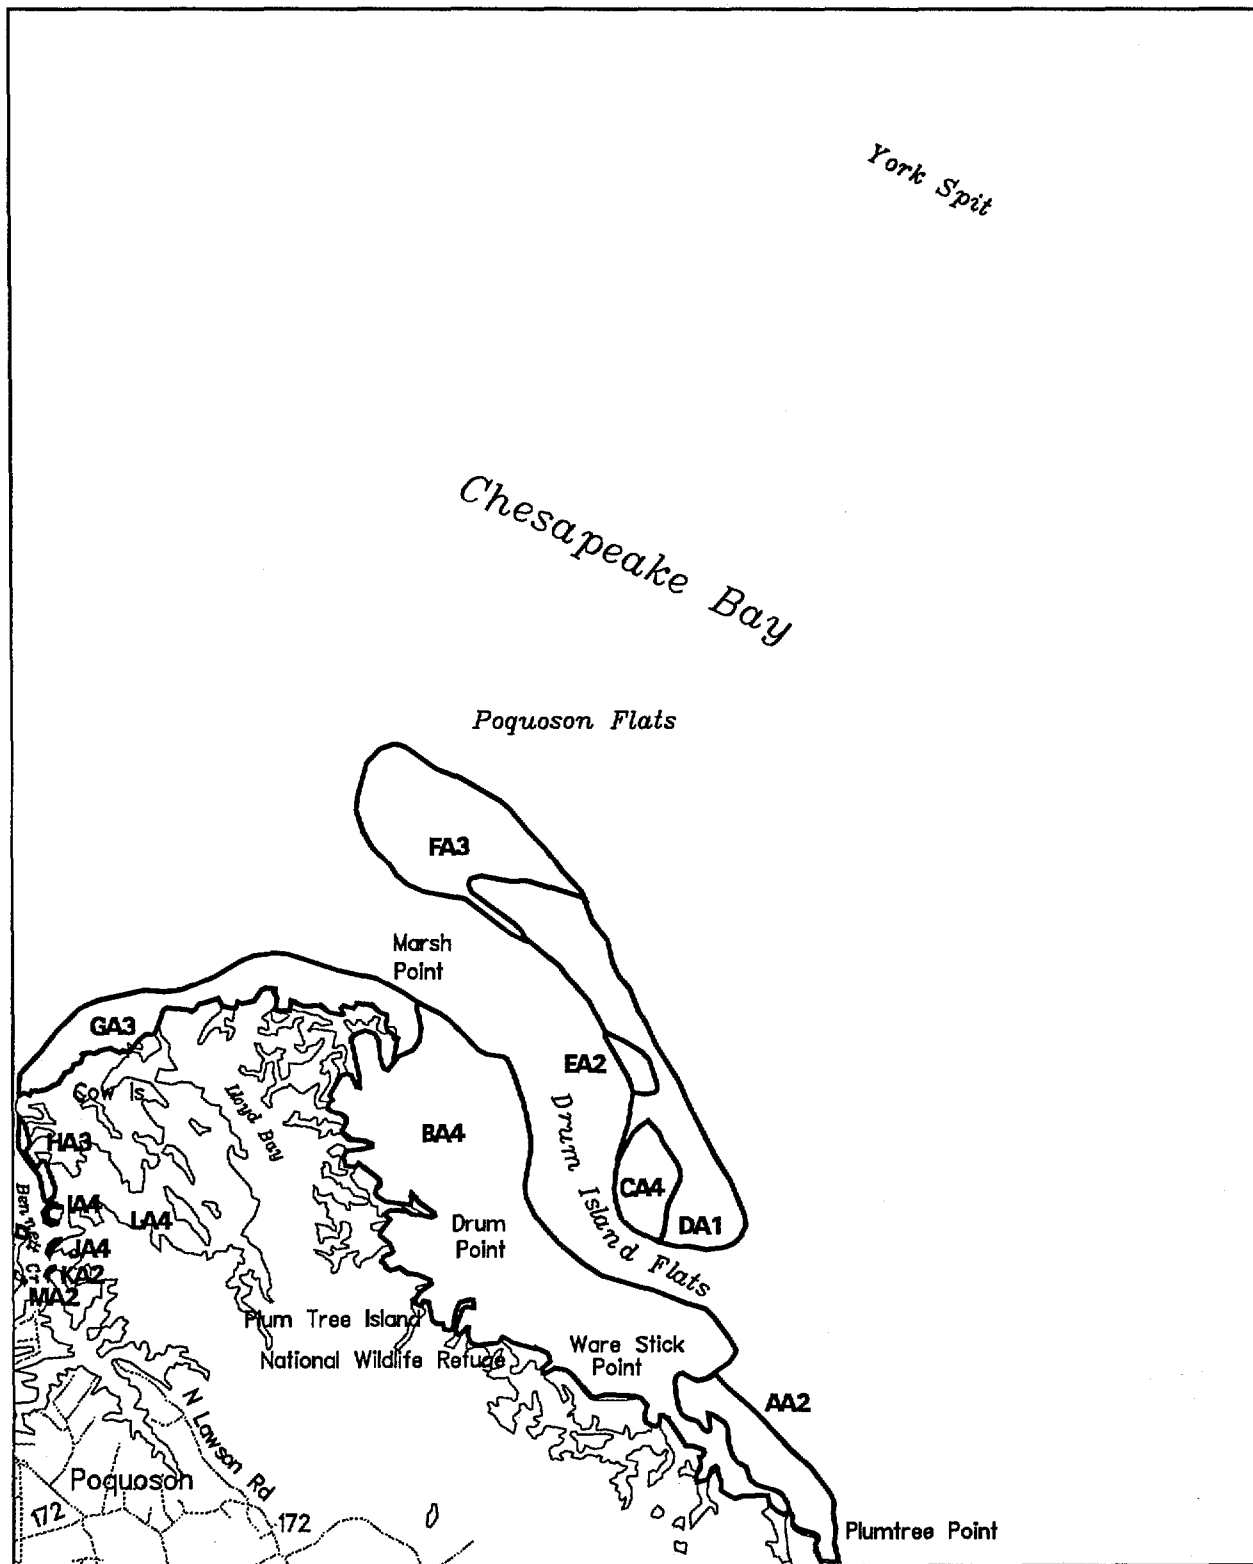 York Spit
Chesapeake Bay
Poquoson Flats
FA3
Marsh
Point
GA3
EA2
Cow Is.
Lloyd Bay
BA4
HA3
Drum Island Flats
CA4
Bennett Cr
IA4
LA4
DA1
Drum
Point
JA4
KA2
MA2
Plum Tree Island
National Wildlife Refuge
Ware Stick
Point
AA2
N Lawson Rd
Poquoson
172
172
Plumtree Point